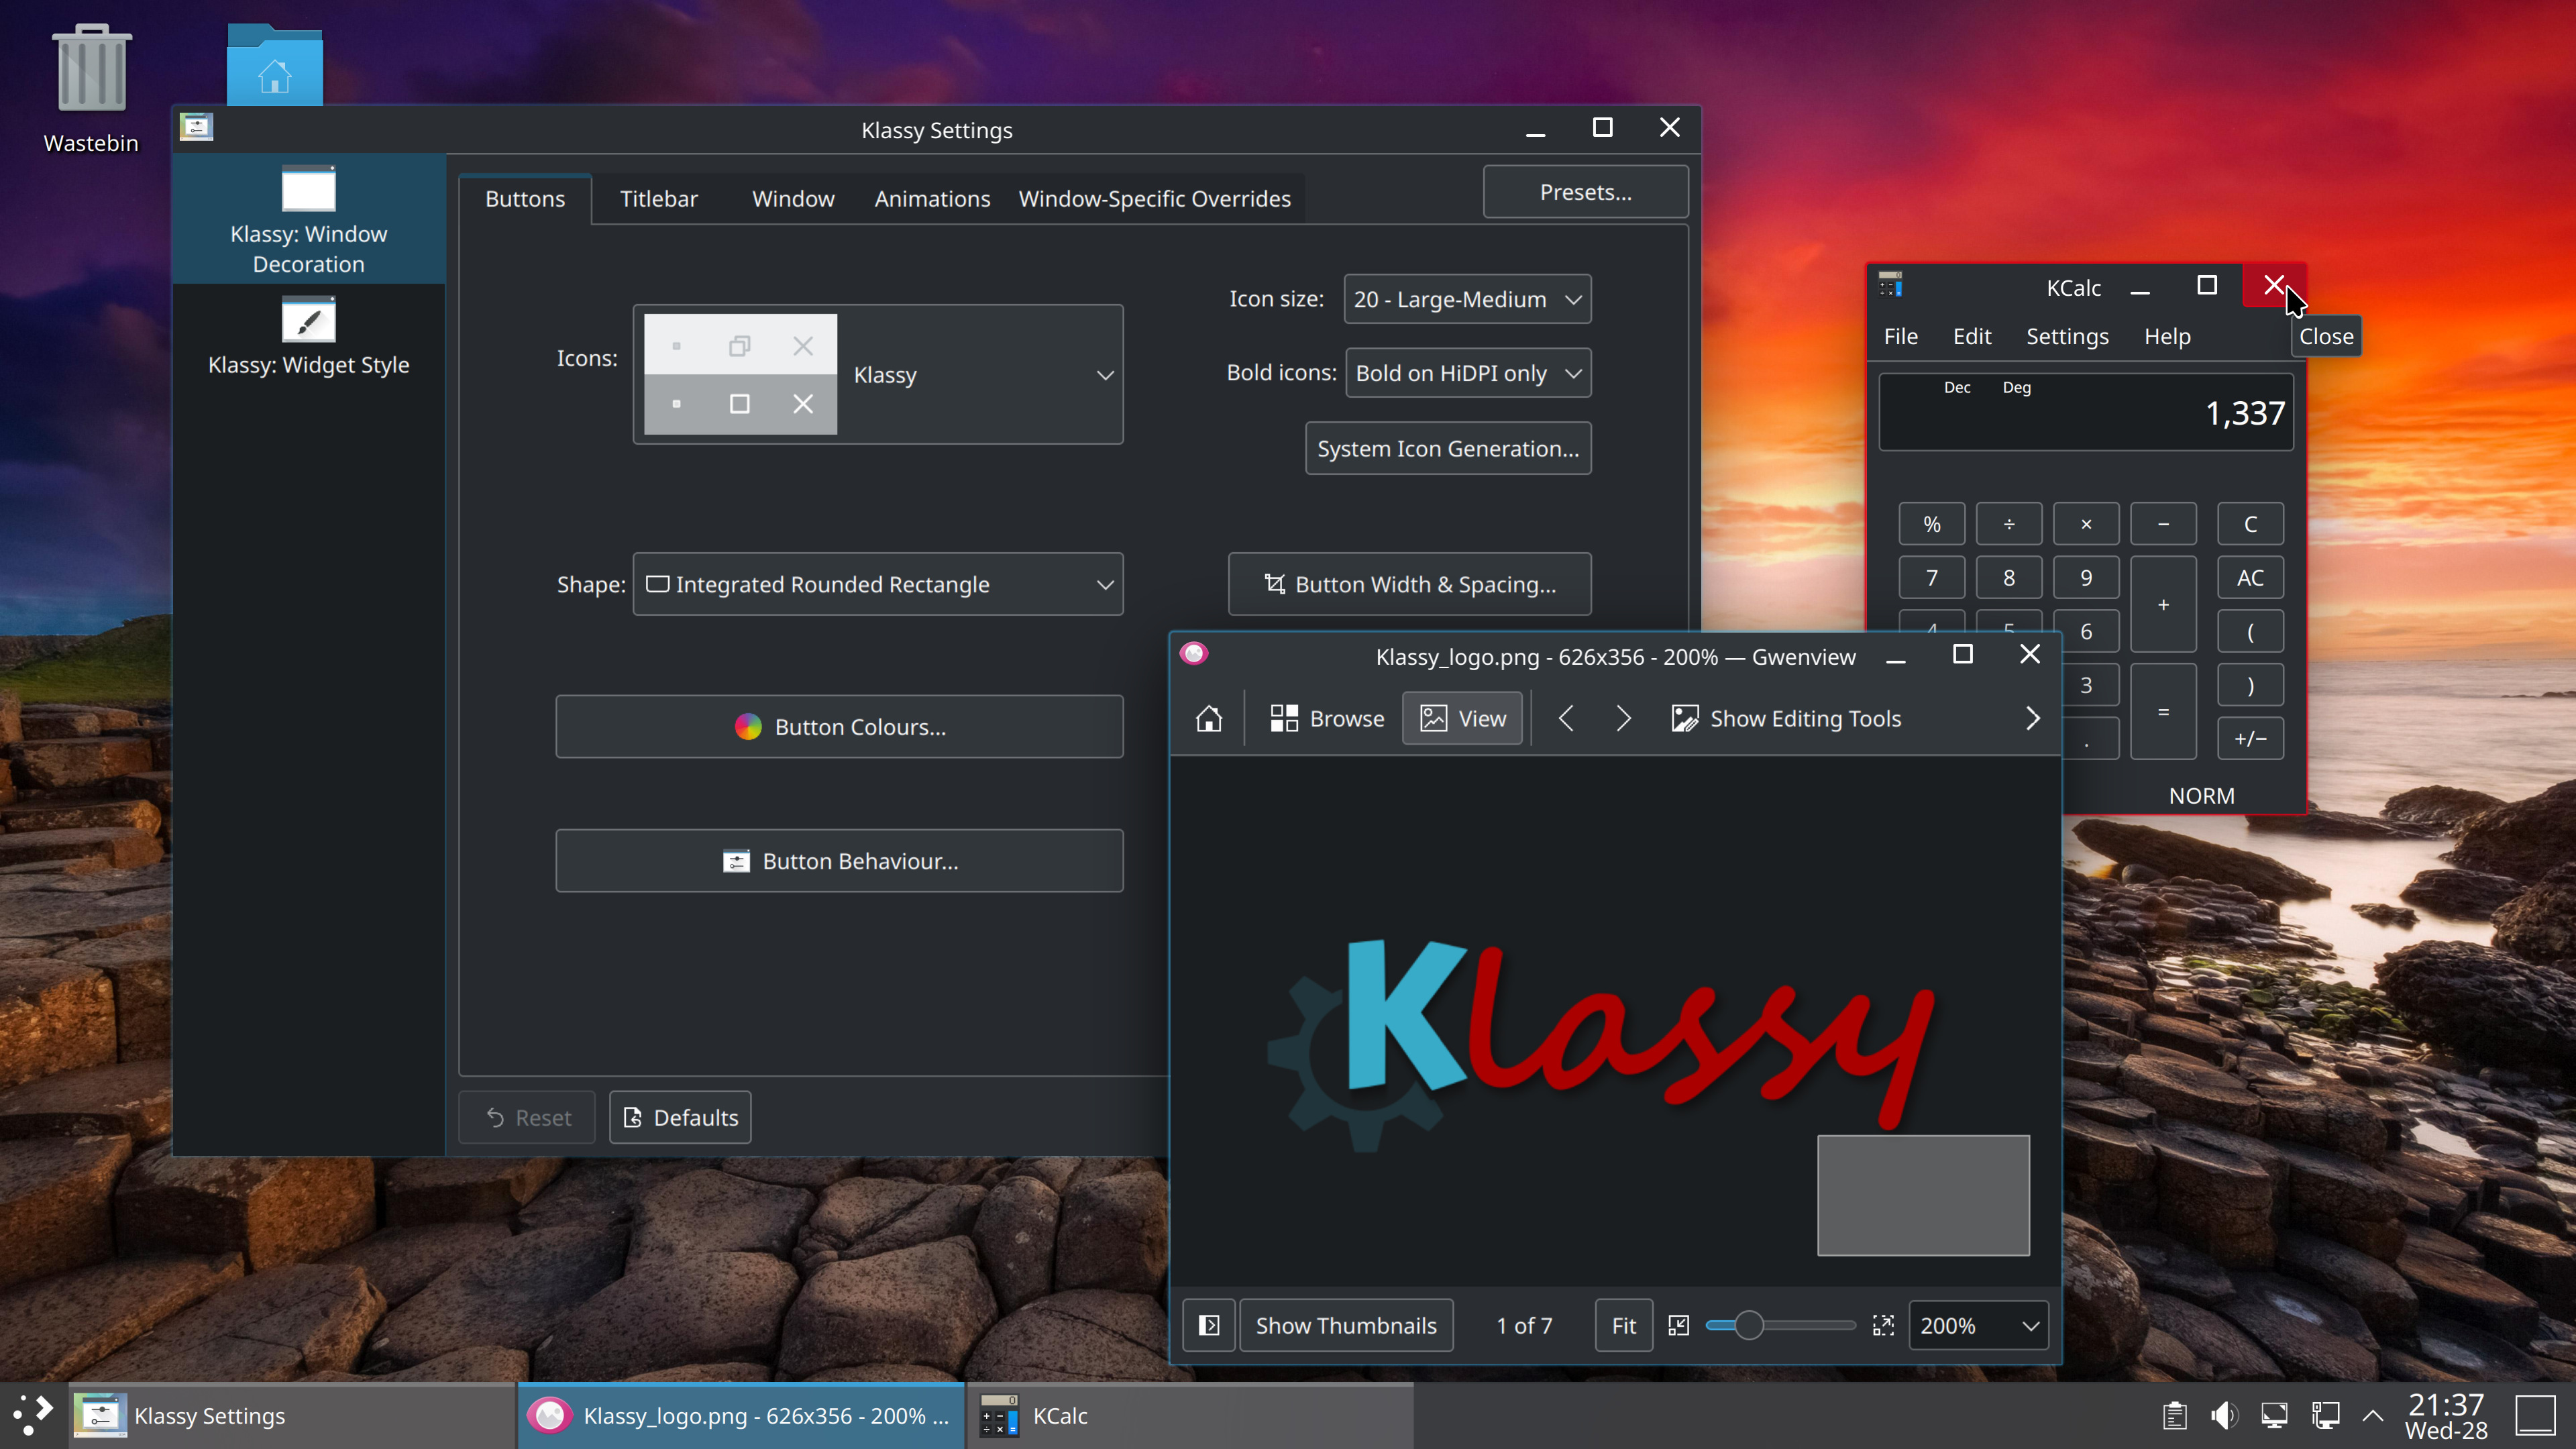 Wastebin
Klassy Settings
Klassy: Window
Decoration
Klassy: Widget Style
Buttons
Titlebar
Window
Animations
Window-Specific Overrides
Presets...
Icons:
Klassy
Icon size:
20 - Large-Medium
Bold icons:
Bold on HiDPI only
System Icon Generation...
Shape:
Integrated Rounded Rectangle
Button Width & Spacing...
Button Colours...
Button Behaviour...
Reset
Defaults
KCalc
Close
File
Edit
Settings
Help
Dec
Deg
1,337
% ÷ × − C
7 8 9 + AC
4 5 6 (
3 = )
. +/−
NORM
Klassy_logo.png - 626x356 - 200% — Gwenview
Browse
View
Show Editing Tools
Klassy
Show Thumbnails
1 of 7
Fit
200%
Klassy Settings
Klassy_logo.png - 626x356 - 200% ...
KCalc
21:37
Wed-28